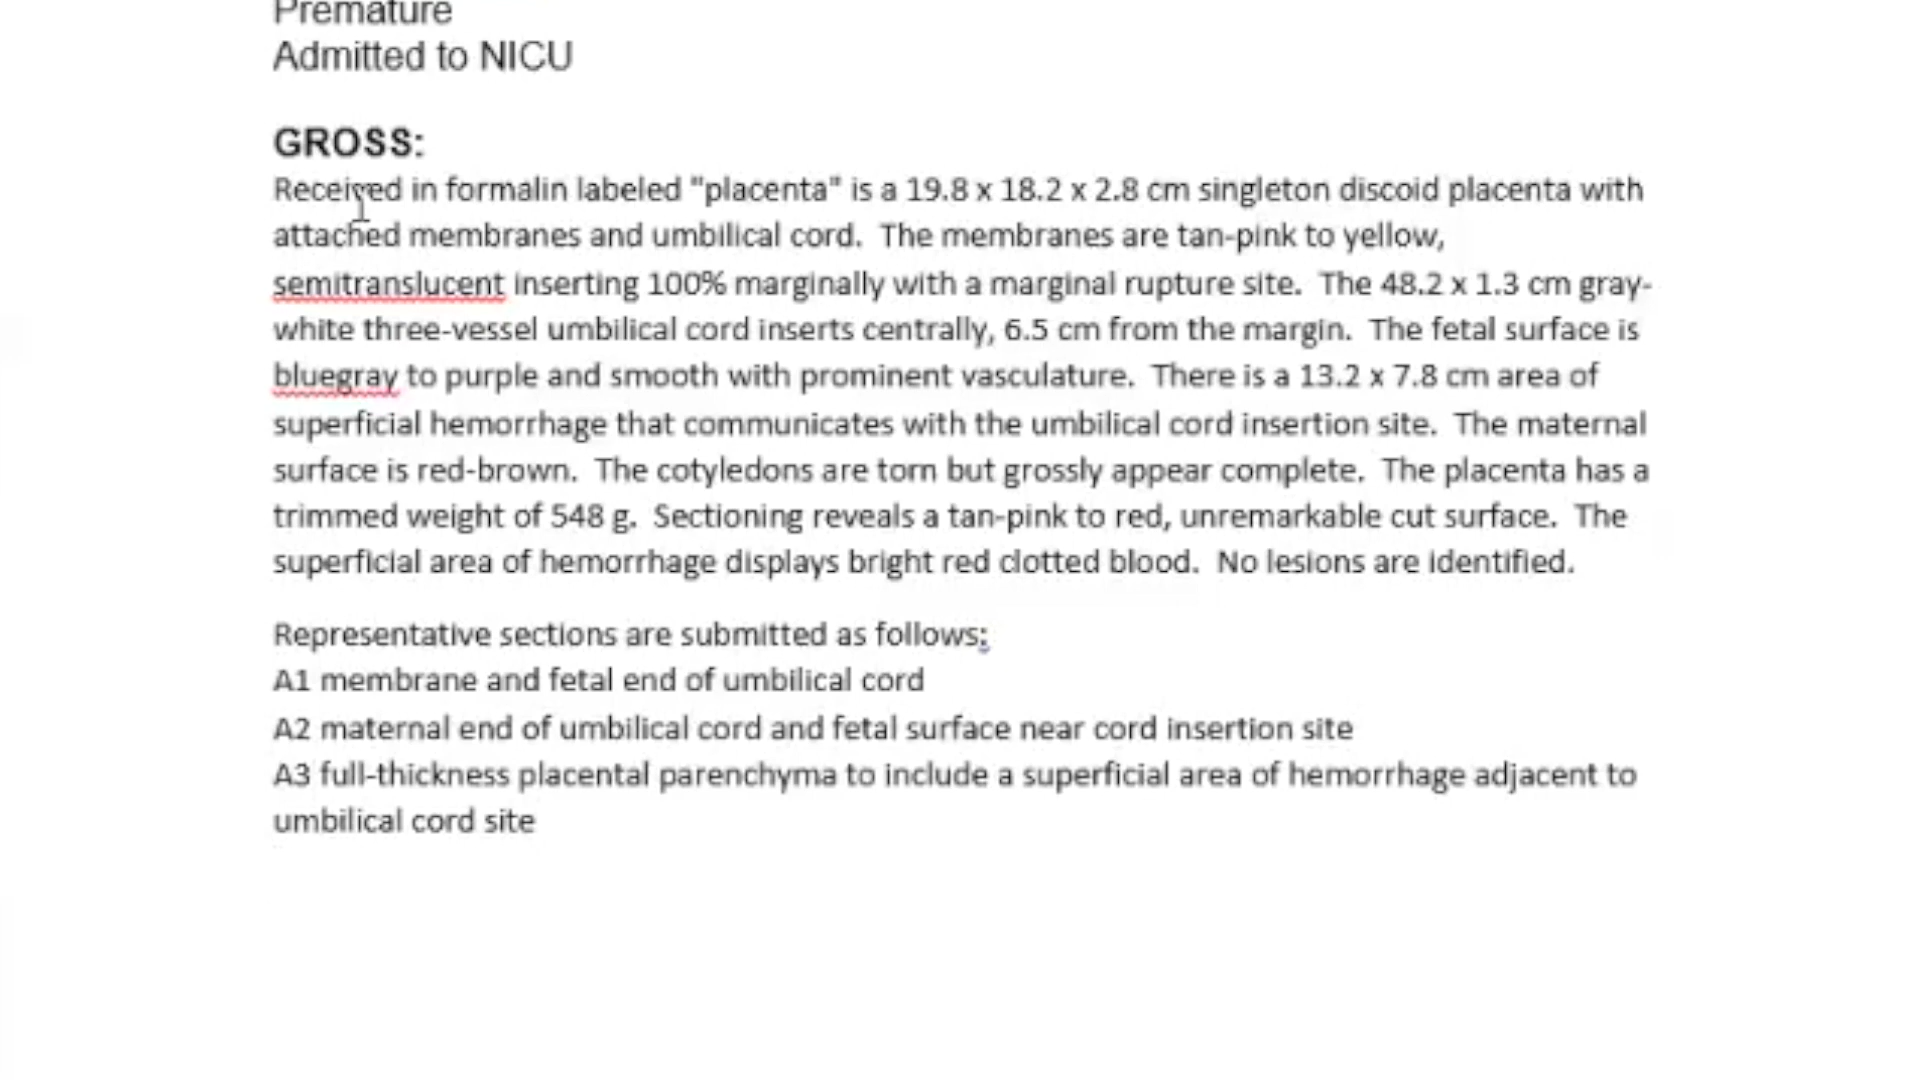 Premature
Admitted to NICU
GROSS:
Received in formalin labeled "placenta" is a 19.8 x 18.2 x 2.8 cm singleton discoid placenta with
attached membranes and umbilical cord.  The membranes are tan-pink to yellow,
semitranslucent inserting 100% marginally with a marginal rupture site.  The 48.2 x 1.3 cm gray-
white three-vessel umbilical cord inserts centrally, 6.5 cm from the margin.  The fetal surface is
bluegray to purple and smooth with prominent vasculature.  There is a 13.2 x 7.8 cm area of
superficial hemorrhage that communicates with the umbilical cord insertion site.  The maternal
surface is red-brown.  The cotyledons are torn but grossly appear complete.  The placenta has a
trimmed weight of 548 g.  Sectioning reveals a tan-pink to red, unremarkable cut surface.  The
superficial area of hemorrhage displays bright red clotted blood.  No lesions are identified.
Representative sections are submitted as follows:
A1 membrane and fetal end of umbilical cord
A2 maternal end of umbilical cord and fetal surface near cord insertion site
A3 full-thickness placental parenchyma to include a superficial area of hemorrhage adjacent to
umbilical cord site